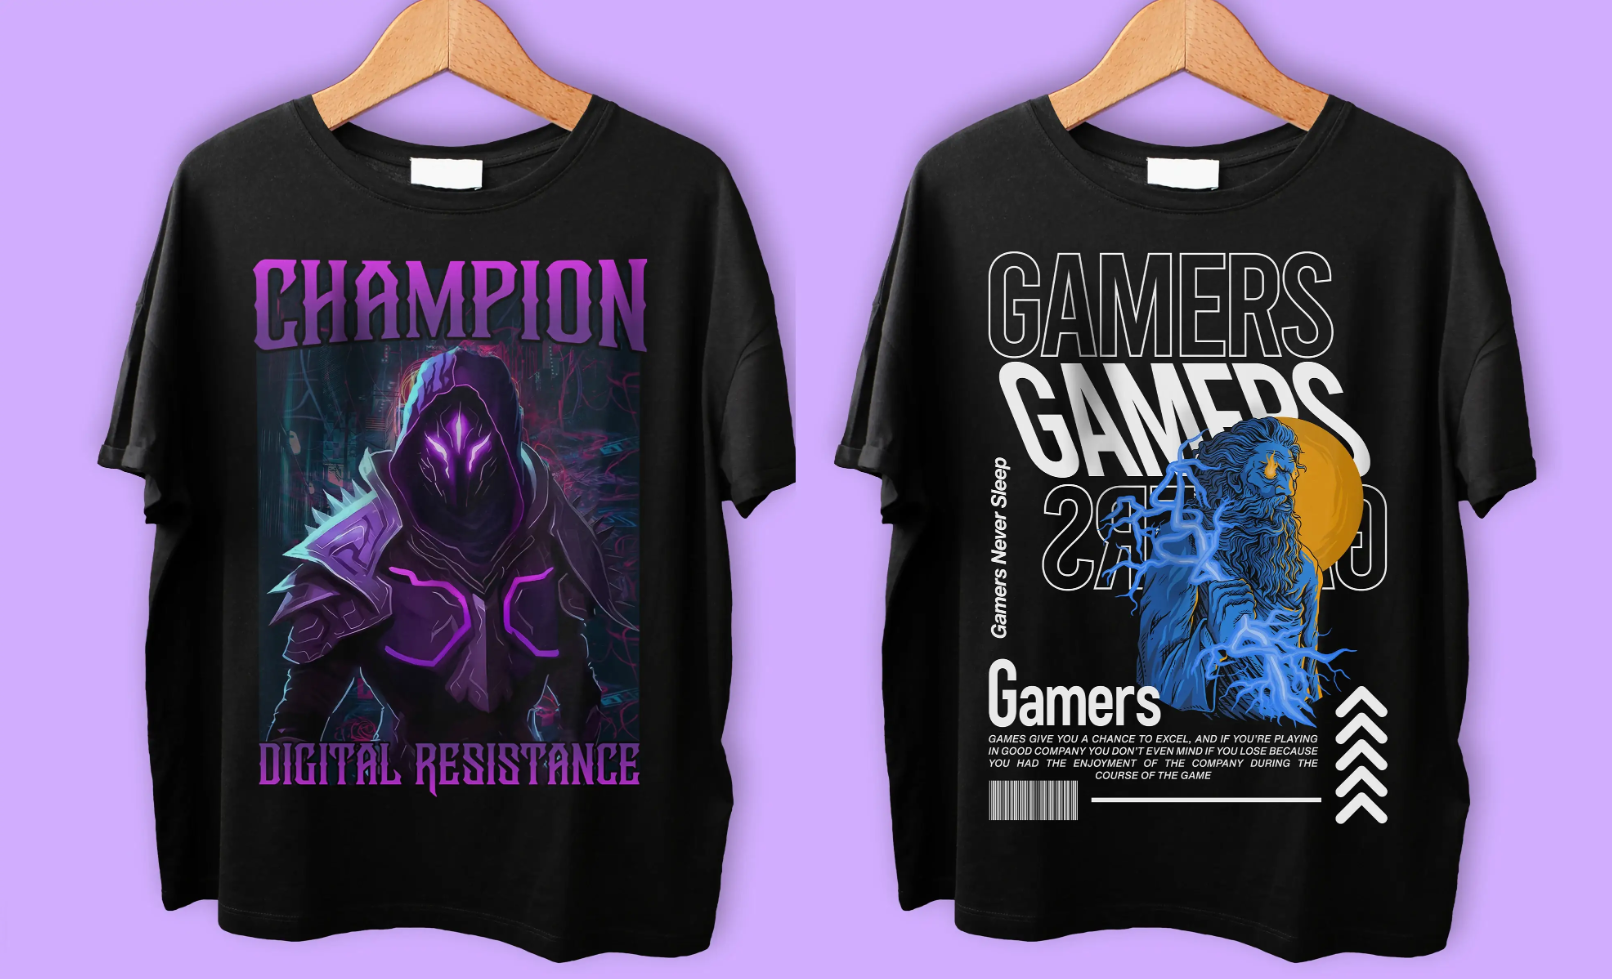 CHAMPION
DIGITAL RESISTANCE
GAMERS
GAMERS
GAMERS
Gamers Never Sleep
Gamers
GAMES GIVE YOU A CHANCE TO EXCEL, AND IF YOU'RE PLAYING
IN GOOD COMPANY YOU DON'T EVEN MIND IF YOU LOSE BECAUSE
YOU HAD THE ENJOYMENT OF THE COMPANY DURING THE
COURSE OF THE GAME